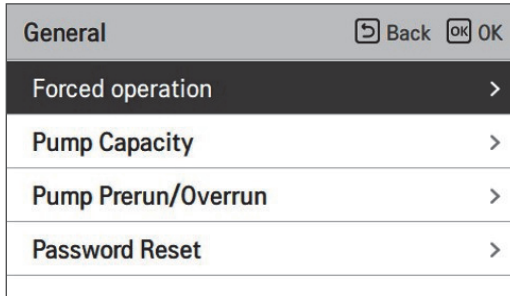 General Back OK OK
Forced operation >
Pump Capacity >
Pump Prerun/Overrun >
Password Reset >